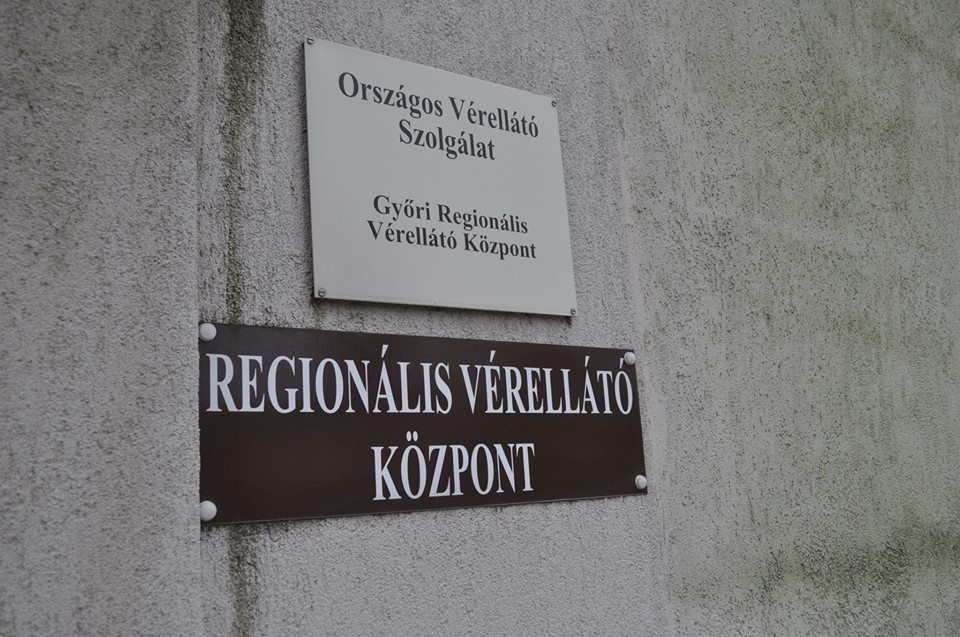 Országos Vérellátó
Szolgálat
Győri Regionális
Vérellátó Központ
REGIONÁLIS VÉRELLÁTÓ
KÖZPONT